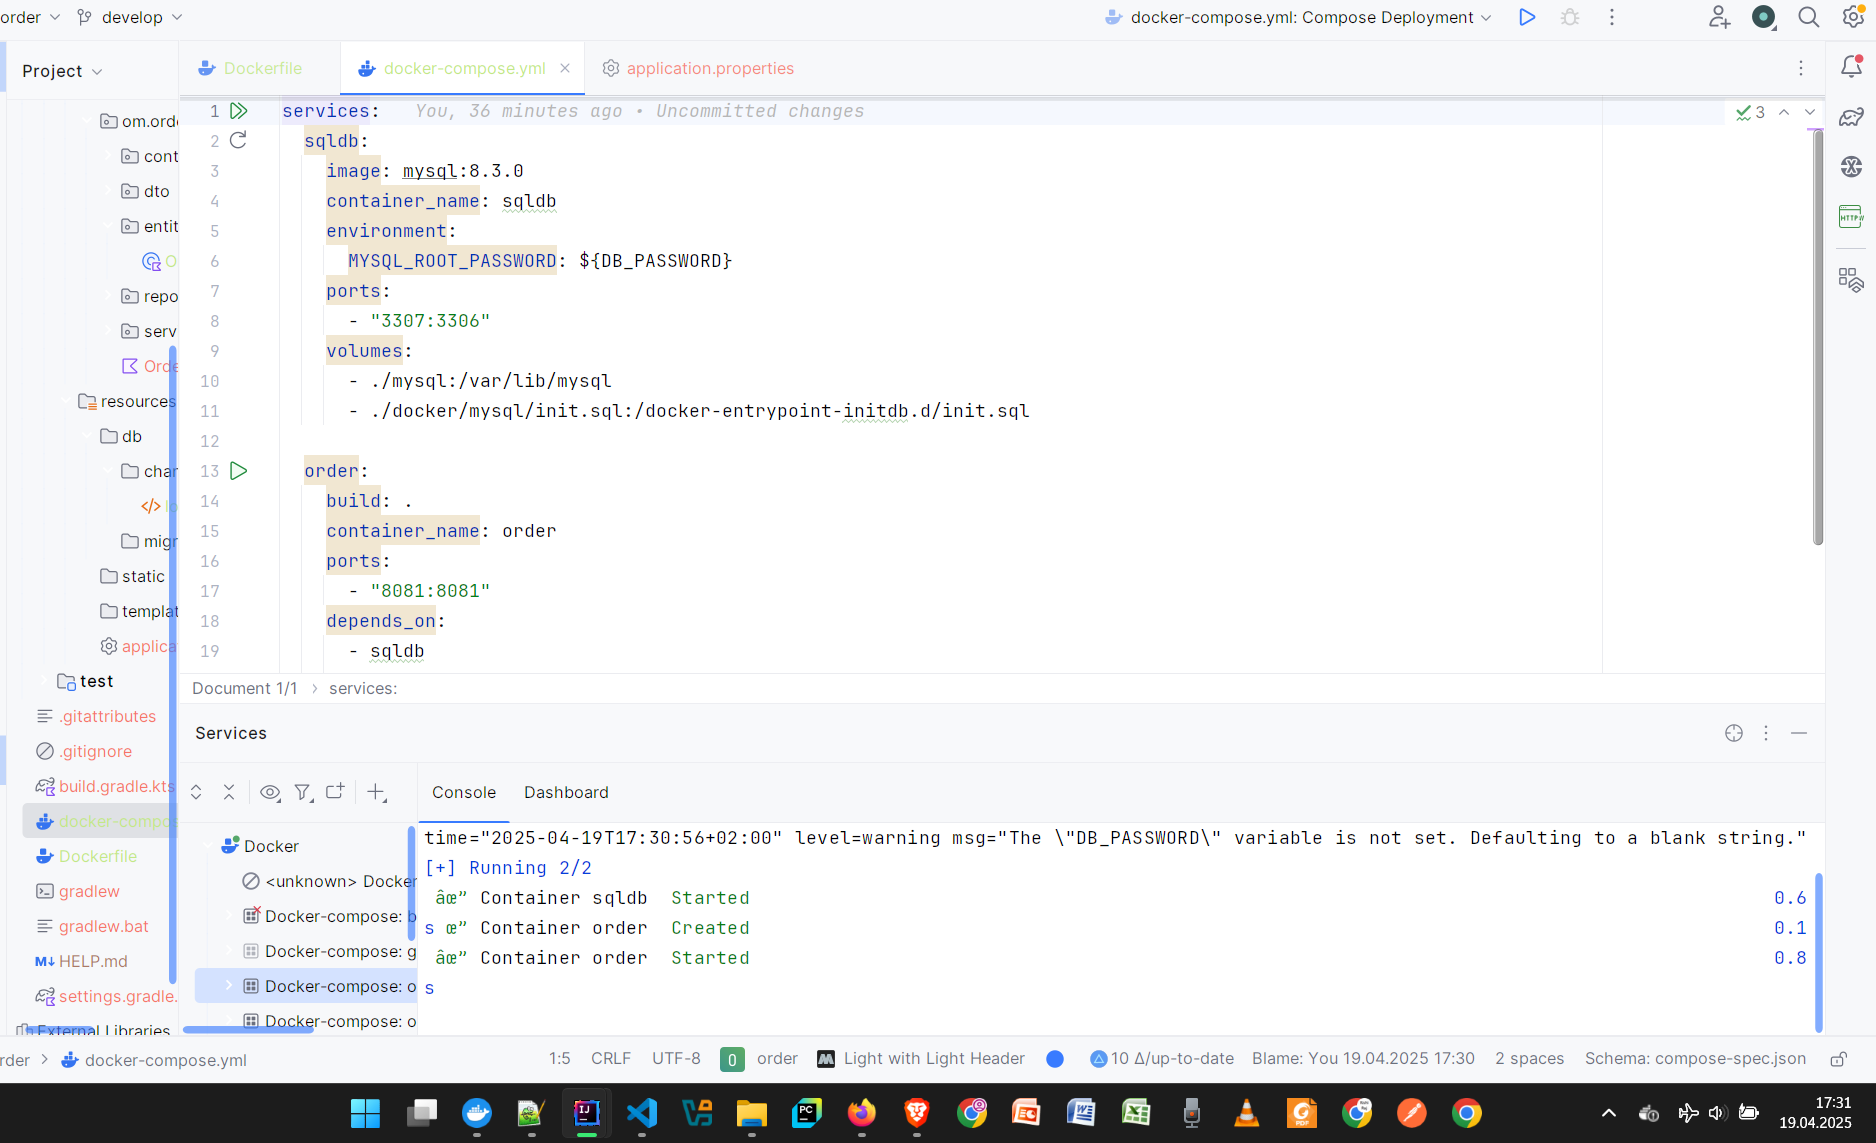 order develop docker-compose.yml: Compose Deployment
Project Dockerfile docker-compose.yml application.properties
1 services: You, 36 minutes ago • Uncommitted changes 3
2 sqldb:
3 image: mysql:8.3.0
4 container_name: sqldb
5 environment:
6 MYSQL_ROOT_PASSWORD: ${DB_PASSWORD}
7 ports:
8 - "3307:3306"
9 volumes:
10 - ./mysql:/var/lib/mysql
11 - ./docker/mysql/init.sql:/docker-entrypoint-initdb.d/init.sql
12
13 order:
14 build: .
15 container_name: order
16 ports:
17 - "8081:8081"
18 depends_on:
19 - sqldb
om.ord
cont
dto
entit
O
repo
serv
Orde
resources
db
char
lo
migr
static
templat
applica
test
.gitattributes
.gitignore
build.gradle.kts
docker-compos
Dockerfile
gradlew
gradlew.bat
M↓ HELP.md
settings.gradle.
External Libraries
Document 1/1 › services:
Services
Console Dashboard
Docker
<unknown> Docker
Docker-compose: b
Docker-compose: g
Docker-compose: o
Docker-compose: o
time="2025-04-19T17:30:56+02:00" level=warning msg="The \"DB_PASSWORD\" variable is not set. Defaulting to a blank string."
[+] Running 2/2
âœ” Container sqldb Started 0.6
s œ” Container order Created 0.1
âœ” Container order Started 0.8
s
rder › docker-compose.yml 1:5 CRLF UTF-8 O order Light with Light Header 10 Δ/up-to-date Blame: You 19.04.2025 17:30 2 spaces Schema: compose-spec.json
17:31
19.04.2025